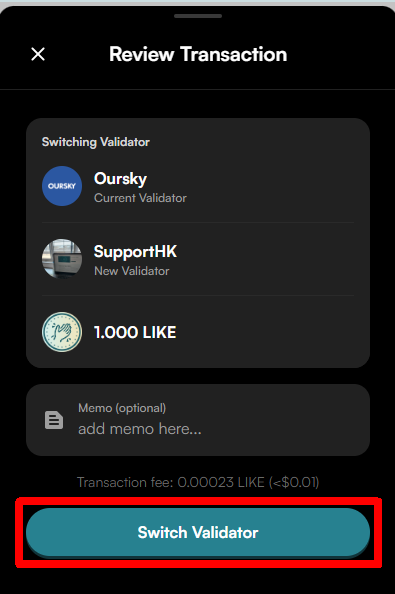 Review Transaction
Switching Validator
OURSKY
Oursky
Current Validator
SupportHK
New Validator
1.000 LIKE
Memo (optional)
add memo here...
Transaction fee: 0.00023 LIKE (<$0.01)
Switch Validator